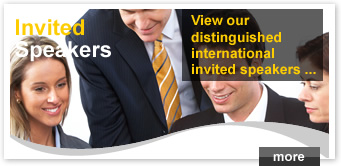 Invited
Speakers
View our
distinguished
international
invited speakers ...
more